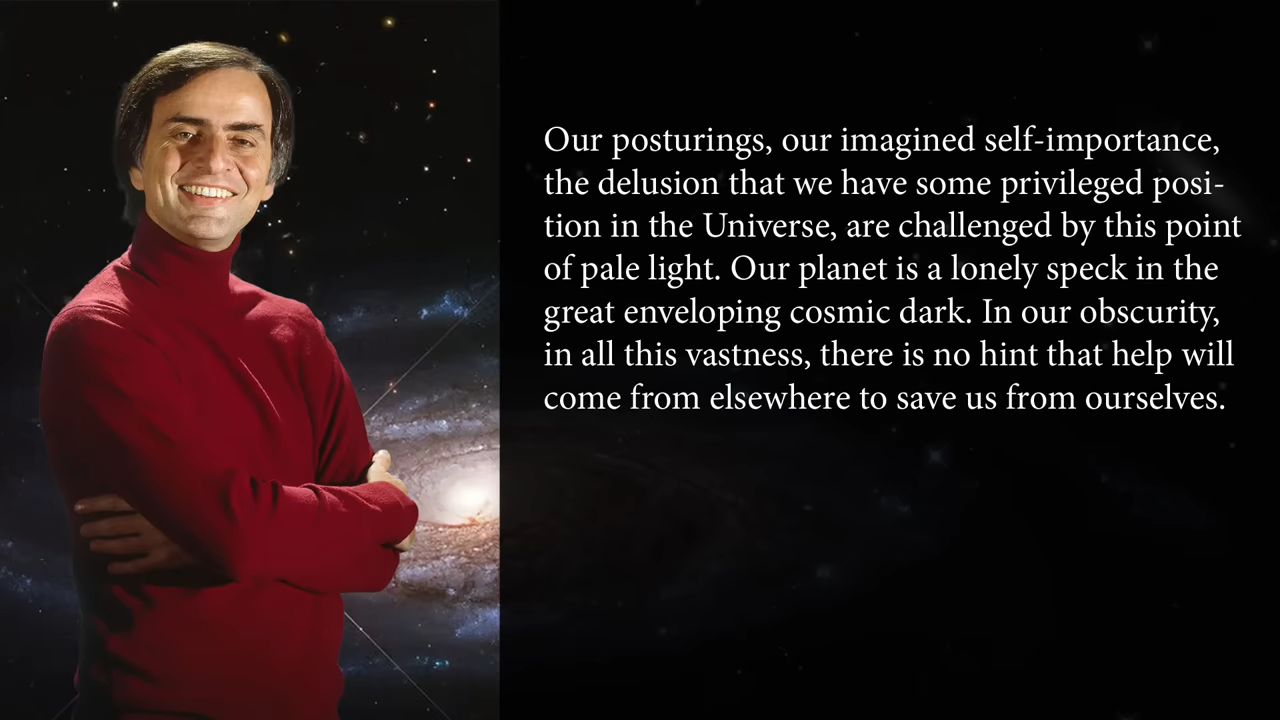 Our posturings, our imagined self-importance,
the delusion that we have some privileged posi-
tion in the Universe, are challenged by this point
of pale light. Our planet is a lonely speck in the
great enveloping cosmic dark. In our obscurity,
in all this vastness, there is no hint that help will
come from elsewhere to save us from ourselves.